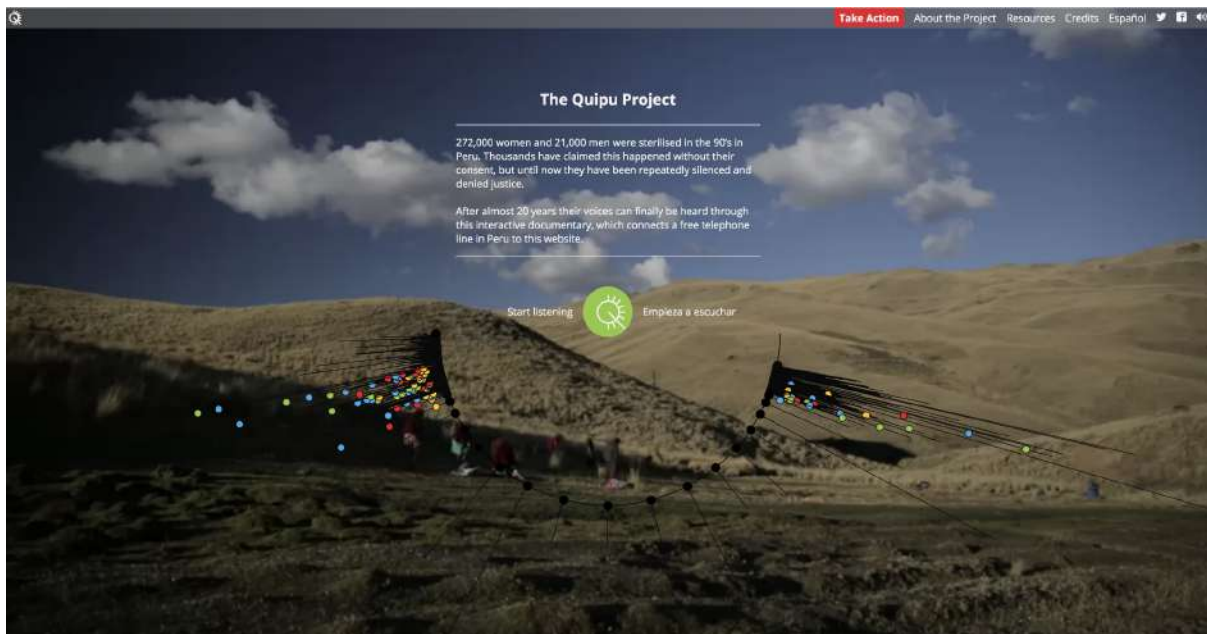 Take Action About the Project Resources Credits Español
The Quipu Project
272,000 women and 21,000 men were sterilised in the 90's in
Peru. Thousands have claimed this happened without their
consent, but until now they have been repeatedly silenced and
denied justice.
After almost 20 years their voices can finally be heard through
this interactive documentary, which connects a free telephone
line in Peru to this website.
Start listening Empieza a escuchar